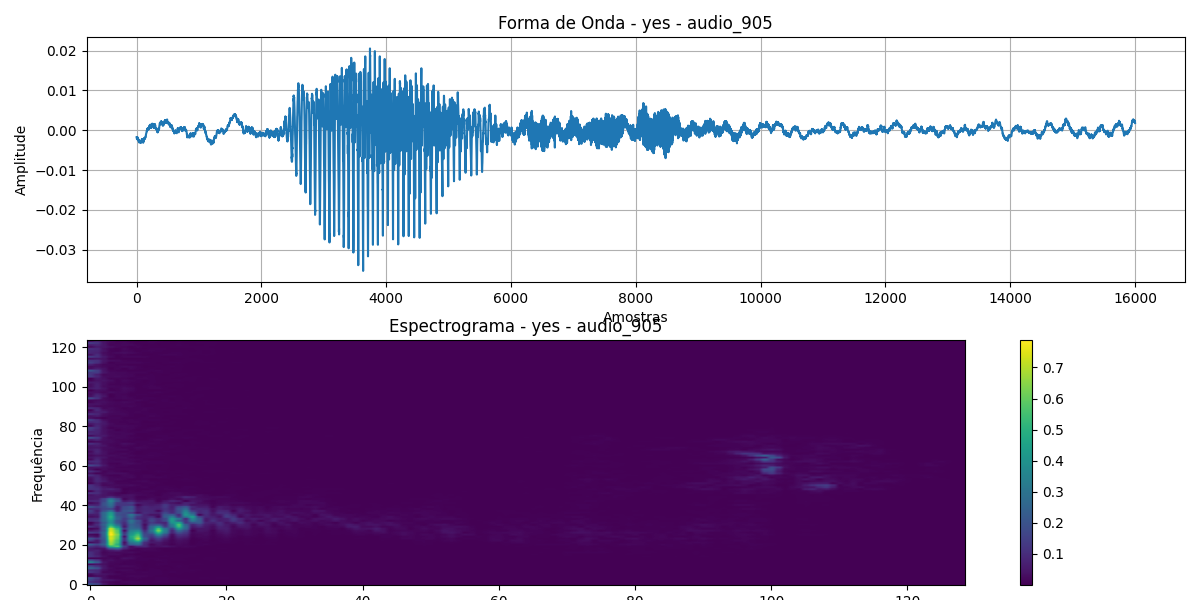 Forma de Onda - yes - audio_905
0.02
0.01
0.00
−0.01
−0.02
−0.03
Amplitude
0 2000 4000 6000 8000 10000 12000 14000 16000
Amostras
Espectrograma - yes - audio_905
120
100
80
60
40
20
0
Frequência
0 20 40 60 80 100 120
0.7
0.6
0.5
0.4
0.3
0.2
0.1